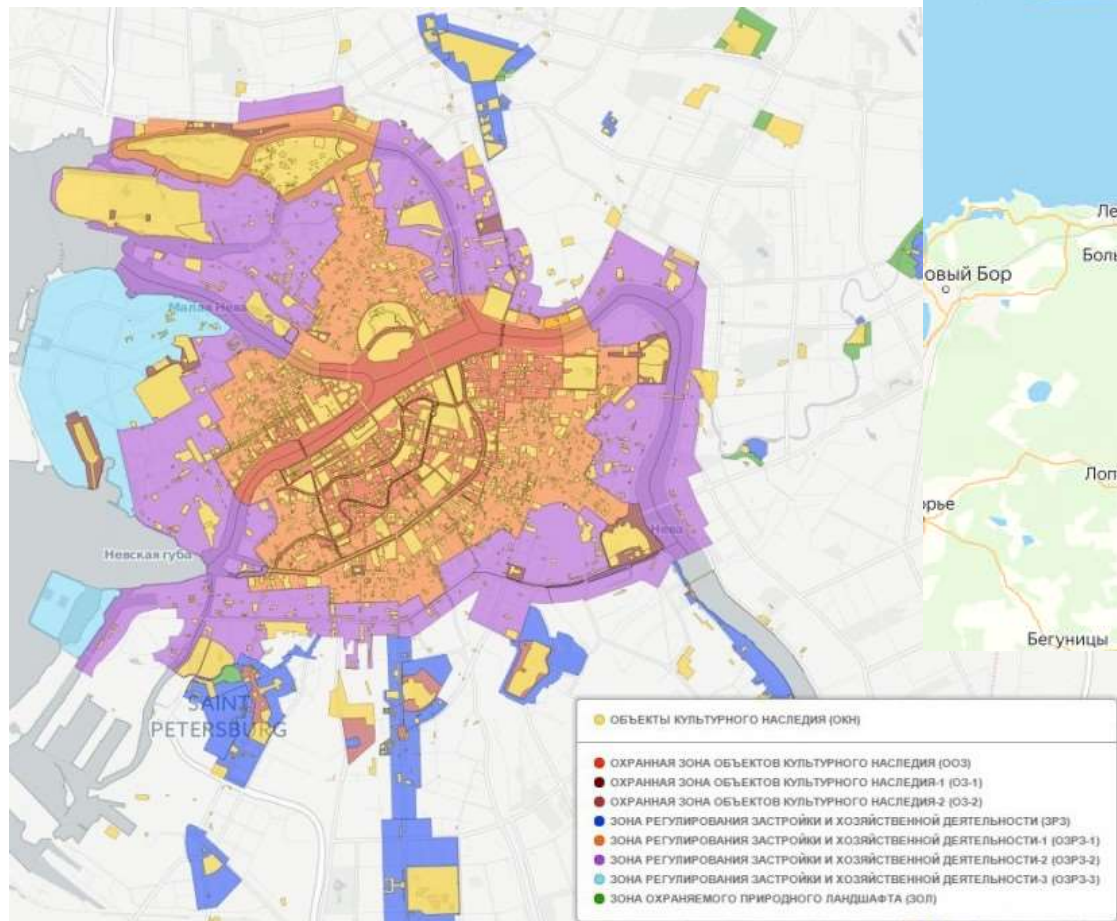 Малая Нева
Невская губа
Нева
SAINT
PETERSBURG
Ле
Боль
овый Бор
Лоп
орье
Бегуницы
ОБЪЕКТЫ КУЛЬТУРНОГО НАСЛЕДИЯ (ОКН)
ОХРАННАЯ ЗОНА ОБЪЕКТОВ КУЛЬТУРНОГО НАСЛЕДИЯ (ООЗ)
ОХРАННАЯ ЗОНА ОБЪЕКТОВ КУЛЬТУРНОГО НАСЛЕДИЯ-1 (ОЗ-1)
ОХРАННАЯ ЗОНА ОБЪЕКТОВ КУЛЬТУРНОГО НАСЛЕДИЯ-2 (ОЗ-2)
ЗОНА РЕГУЛИРОВАНИЯ ЗАСТРОЙКИ И ХОЗЯЙСТВЕННОЙ ДЕЯТЕЛЬНОСТИ (ЗРЗ)
ЗОНА РЕГУЛИРОВАНИЯ ЗАСТРОЙКИ И ХОЗЯЙСТВЕННОЙ ДЕЯТЕЛЬНОСТИ-1 (ОЗРЗ-1)
ЗОНА РЕГУЛИРОВАНИЯ ЗАСТРОЙКИ И ХОЗЯЙСТВЕННОЙ ДЕЯТЕЛЬНОСТИ-2 (ОЗРЗ-2)
ЗОНА РЕГУЛИРОВАНИЯ ЗАСТРОЙКИ И ХОЗЯЙСТВЕННОЙ ДЕЯТЕЛЬНОСТИ-3 (ОЗРЗ-3)
ЗОНА ОХРАНЯЕМОГО ПРИРОДНОГО ЛАНДШАФТА (ЗОЛ)